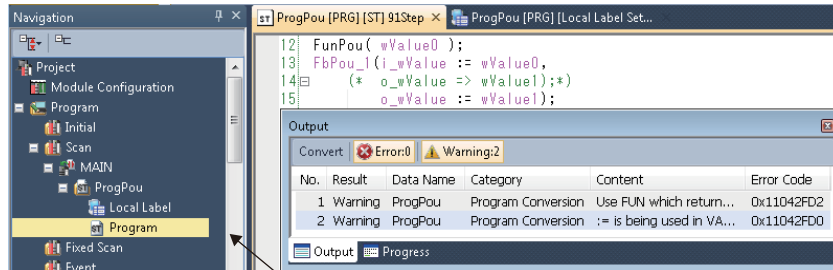 Navigation
ProgPou [PRG] [ST] 91Step
ProgPou [PRG] [Local Label Set...
Project
Module Configuration
Program
Initial
Scan
MAIN
ProgPou
Local Label
Program
Fixed Scan
Event
12 FunPou( wValue0 );
13 FbPou_1(i_wValue := wValue0,
14 (* o_wValue => wValue1);*)
15 o_wValue := wValue1);
Output
Convert Error:0 Warning:2
No. Result Data Name Category Content Error Code
1 Warning ProgPou Program Conversion Use FUN which return... 0x11042FD2
2 Warning ProgPou Program Conversion := is being used in VA... 0x11042FD0
Output Progress